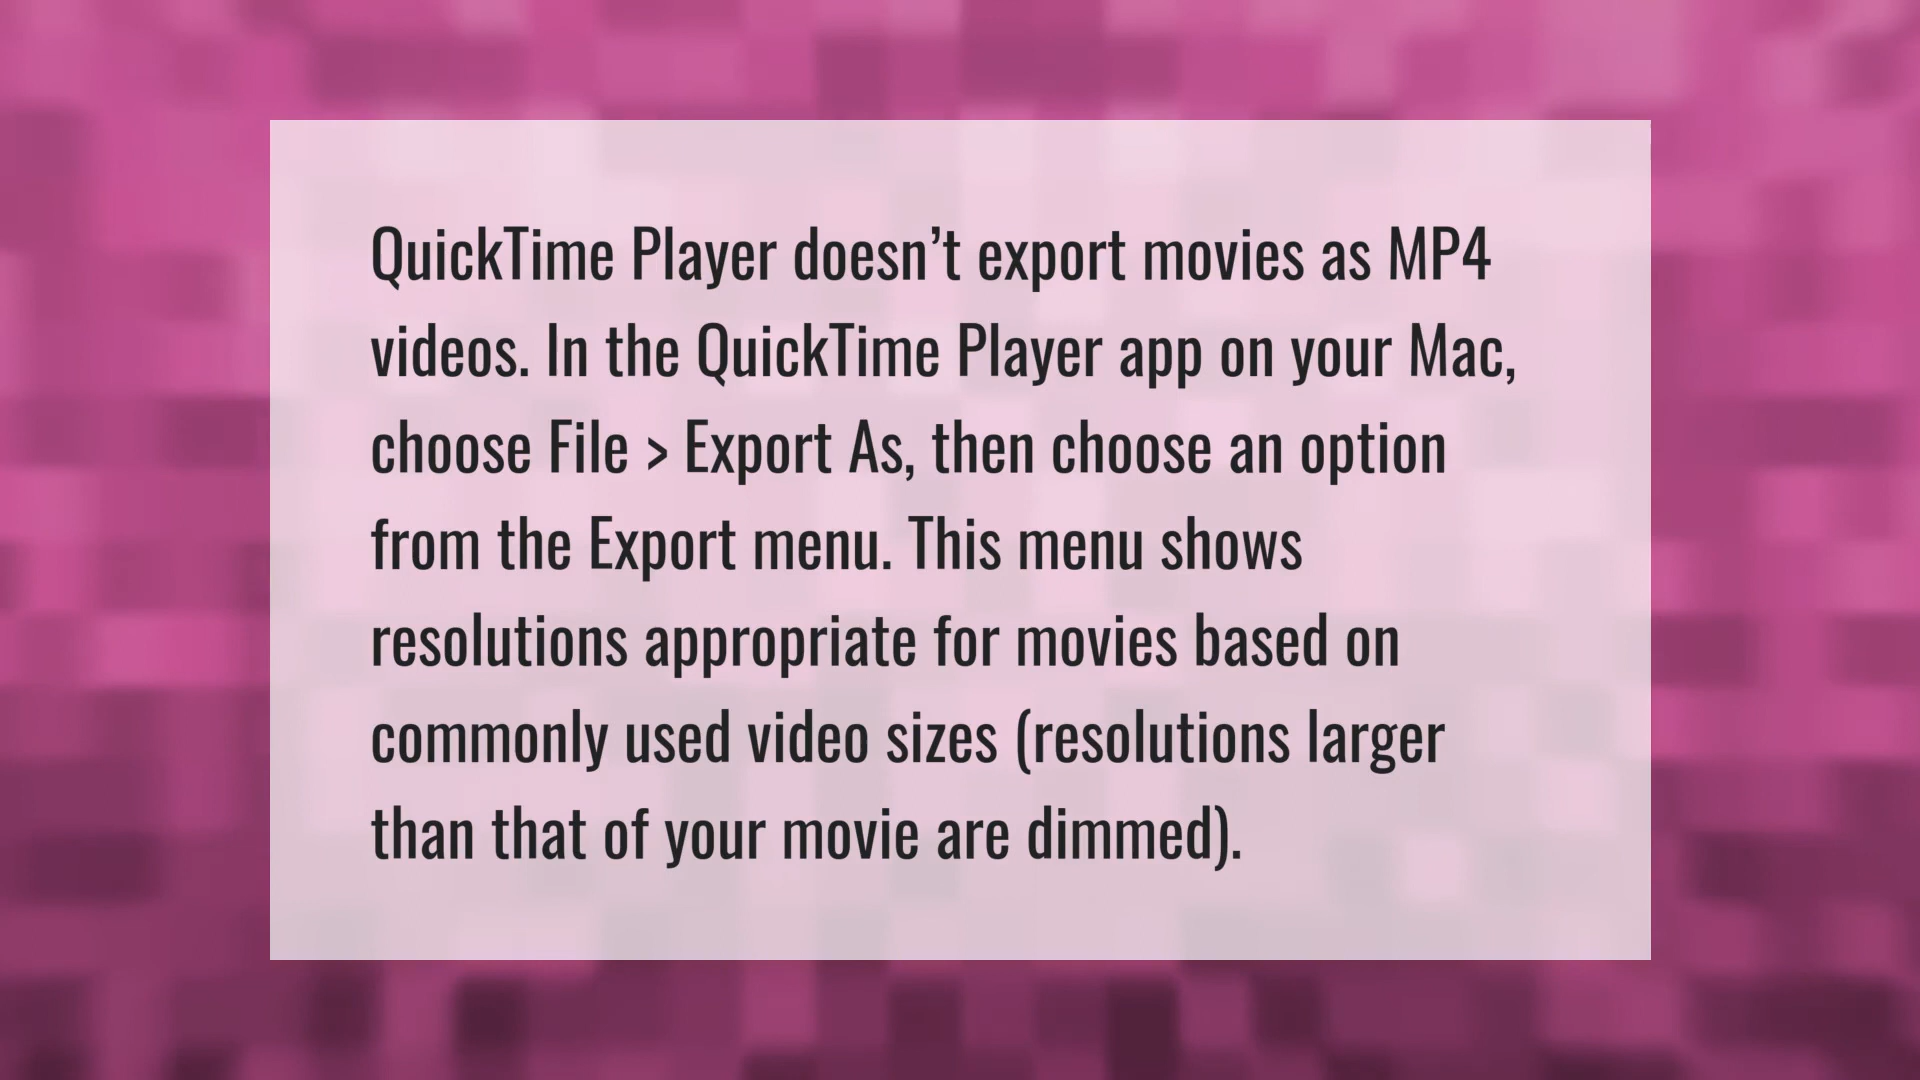 QuickTime Player doesn’t export movies as MP4
videos. In the QuickTime Player app on your Mac,
choose File > Export As, then choose an option
from the Export menu. This menu shows
resolutions appropriate for movies based on
commonly used video sizes (resolutions larger
than that of your movie are dimmed).